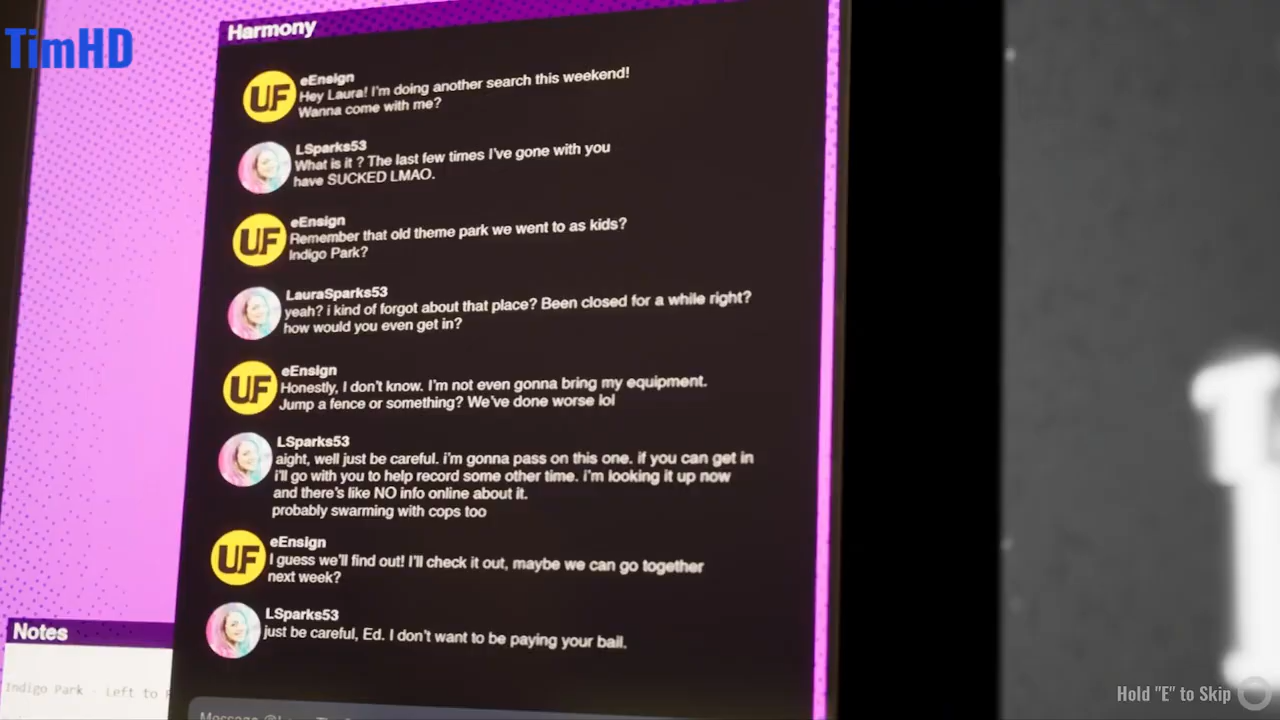 TimHD
Harmony
eEnsign
UF
Hey Laura! I'm doing another search this weekend!
Wanna come with me?
LSparks53
What is it ? The last few times I've gone with you
have SUCKED LMAO.
eEnsign
UF
Remember that old theme park we went to as kids?
Indigo Park?
LauraSparks53
yeah? i kind of forgot about that place? Been closed for a while right?
how would you even get in?
eEnsign
UF
Honestly, I don't know. I'm not even gonna bring my equipment.
Jump a fence or something? We've done worse lol
LSparks53
aight, well just be careful. i'm gonna pass on this one. if you can get in
i'll go with you to help record some other time. i'm looking it up now
and there's like NO info online about it.
probably swarming with cops too
eEnsign
UF
I guess we'll find out! I'll check it out, maybe we can go together
next week?
LSparks53
just be careful, Ed. I don't want to be paying your bail.
Notes
Indigo Park - Left to
Message
Hold "E" to Skip